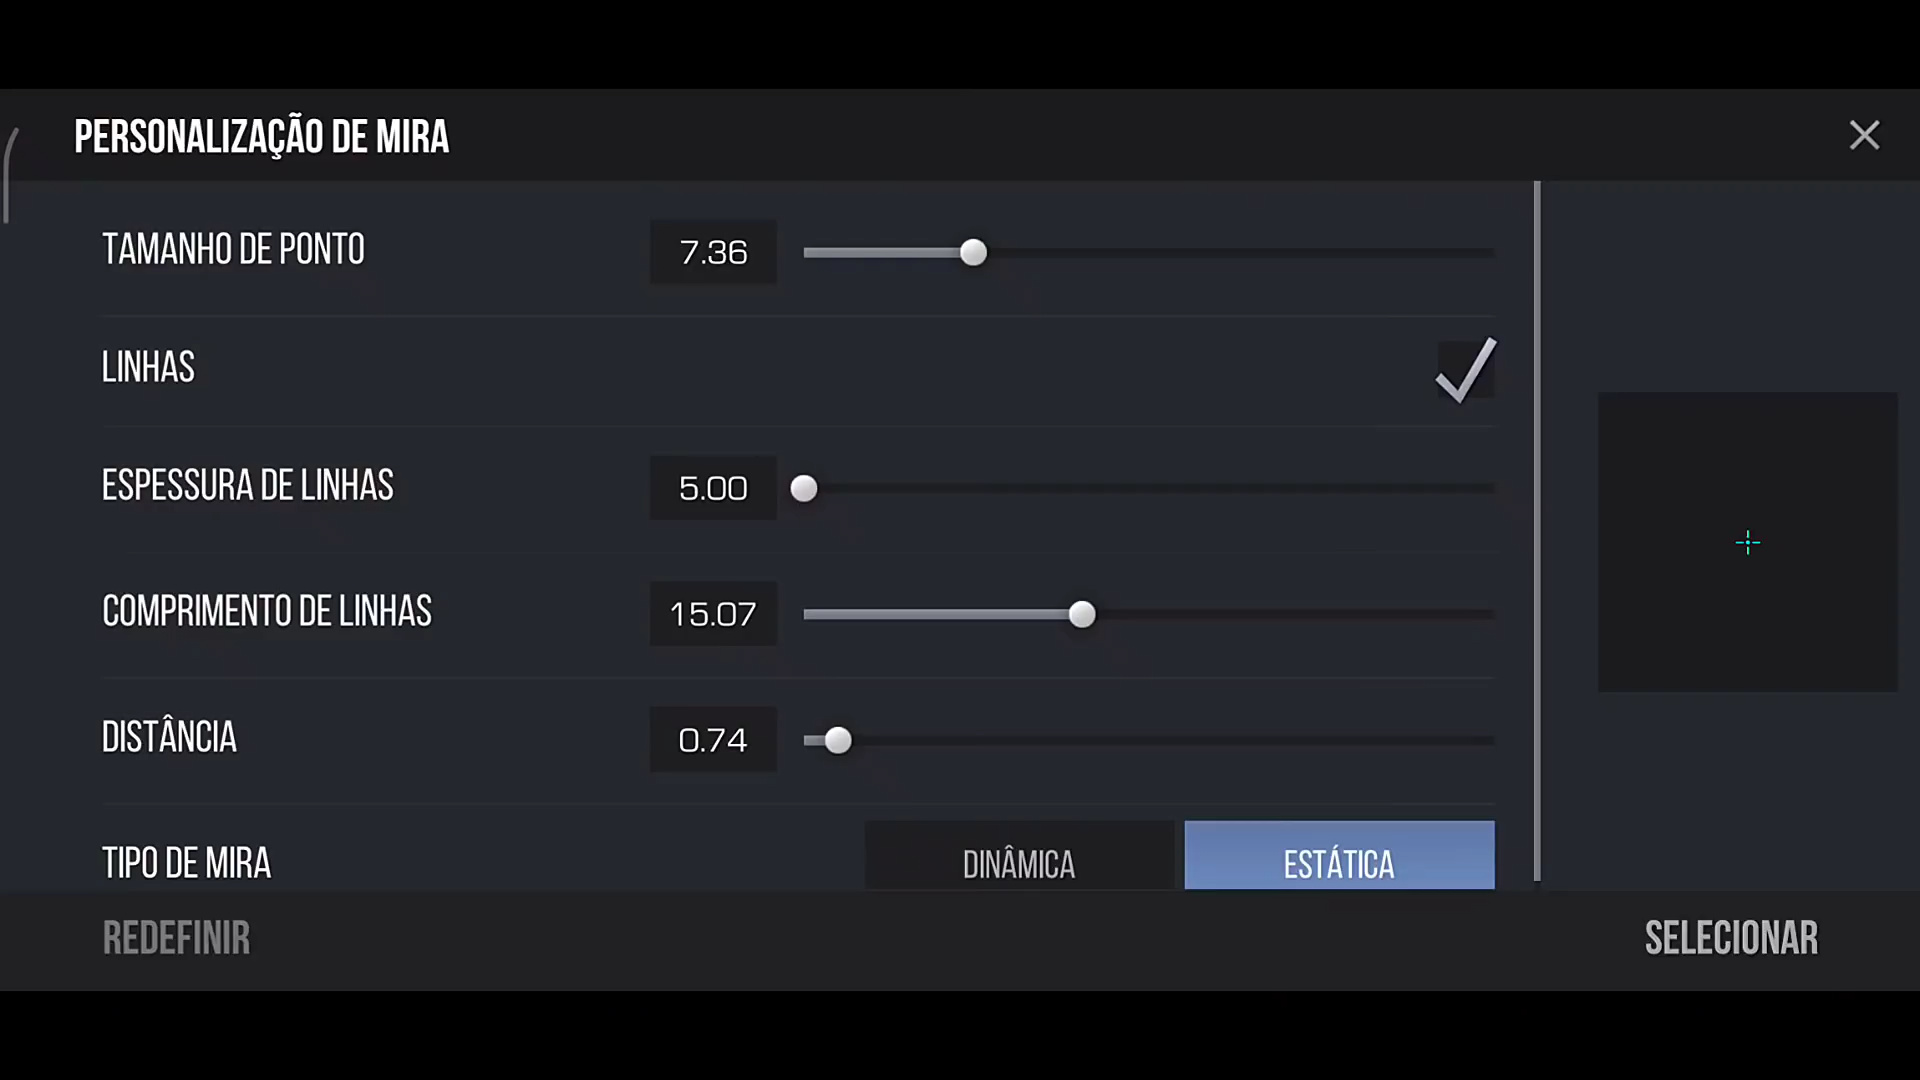 PERSONALIZAÇÃO DE MIRA
TAMANHO DE PONTO
7.36
LINHAS
ESPESSURA DE LINHAS
5.00
COMPRIMENTO DE LINHAS
15.07
DISTÂNCIA
0.74
TIPO DE MIRA
DINÂMICA
ESTÁTICA
REDEFINIR
SELECIONAR